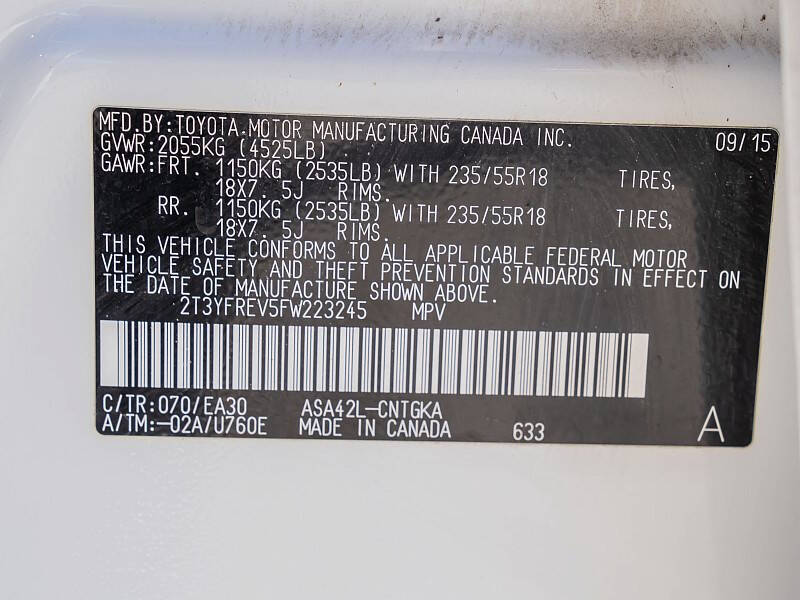 MFD.BY:TOYOTA MOTOR MANUFACTURING CANADA INC. 09/15
GVWR:2055KG (4525LB)
GAWR:FRT. 1150KG (2535LB) WITH 235/55R18 TIRES,
18X7.5J RIMS.
RR. 1150KG (2535LB) WITH 235/55R18 TIRES,
18X7.5J RIMS.
THIS VEHICLE CONFORMS TO ALL APPLICABLE FEDERAL MOTOR
VEHICLE SAFETY AND THEFT PREVENTION STANDARDS IN EFFECT ON
THE DATE OF MANUFACTURE SHOWN ABOVE.
2T3YFREV5FW223245 MPV
C/TR:070/EA30 ASA42L-CNTGKA
A/TM:-02A/U760E MADE IN CANADA 633 A